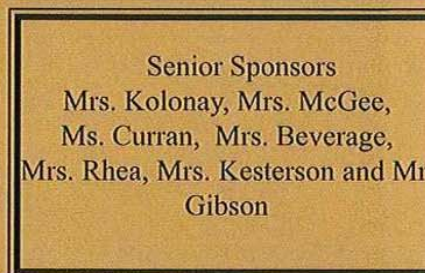 Senior Sponsors
Mrs. Kolonay, Mrs. McGee,
Ms. Curran, Mrs. Beverage,
Mrs. Rhea, Mrs. Kesterson and Mr
Gibson